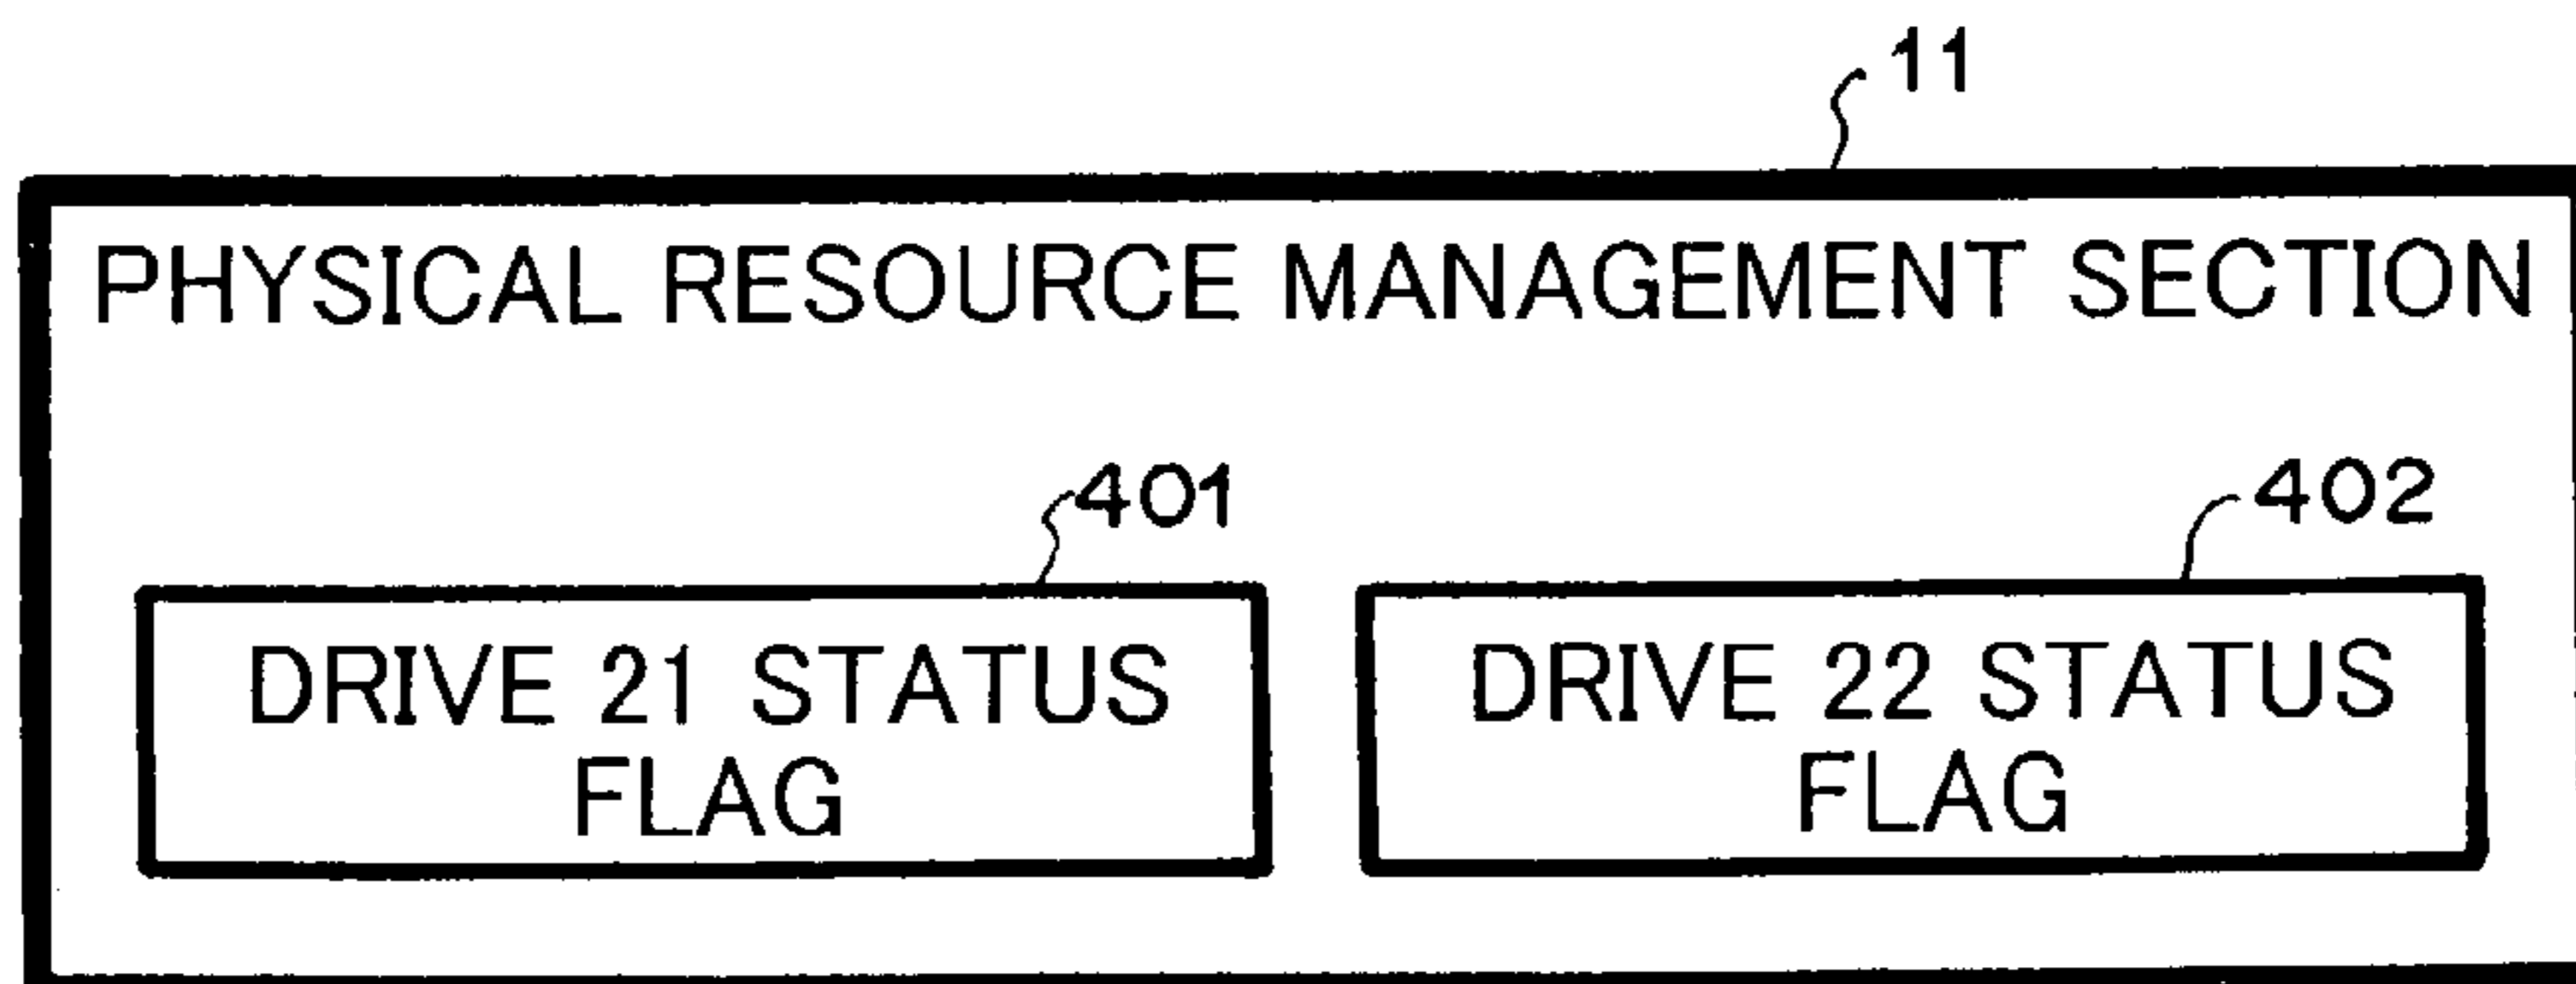 11
PHYSICAL RESOURCE MANAGEMENT SECTION
401
402
DRIVE 21 STATUS
FLAG
DRIVE 22 STATUS
FLAG